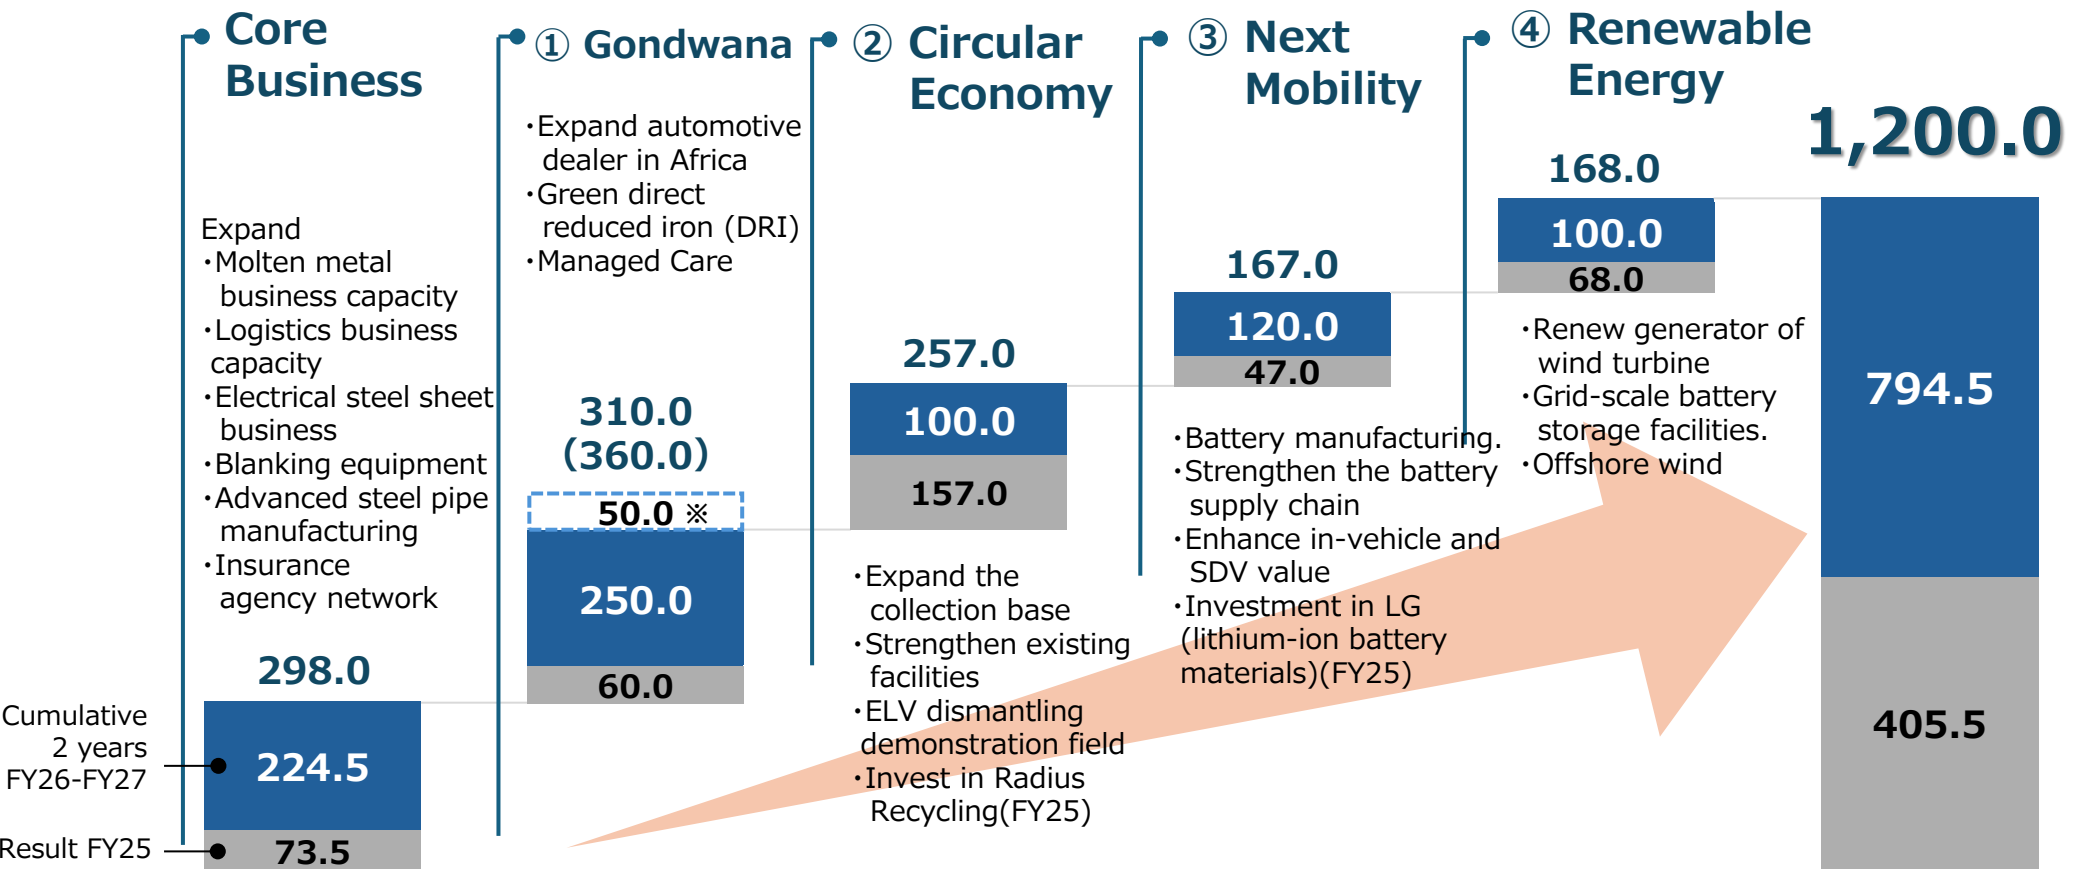 Core
Business
Expand
・Molten metal
business capacity
・Logistics business
capacity
・Electrical steel sheet
business
・Blanking equipment
・Advanced steel pipe
manufacturing
・Insurance
agency network
298.0
224.5
73.5
Cumulative
2 years
FY26-FY27
Result FY25
① Gondwana
・Expand automotive
dealer in Africa
・Green direct
reduced iron (DRI)
・Managed Care
310.0
(360.0)
50.0 ※
250.0
60.0
② Circular
Economy
257.0
100.0
157.0
・Expand the
collection base
・Strengthen existing
facilities
・ELV dismantling
demonstration field
・Invest in Radius
Recycling(FY25)
③ Next
Mobility
167.0
120.0
47.0
・Battery manufacturing.
・Strengthen the battery
supply chain
・Enhance in-vehicle and
SDV value
・Investment in LG
(lithium-ion battery
materials)(FY25)
④ Renewable
Energy
168.0
100.0
68.0
・Renew generator of
wind turbine
・Grid-scale battery
storage facilities.
・Offshore wind
1,200.0
794.5
405.5